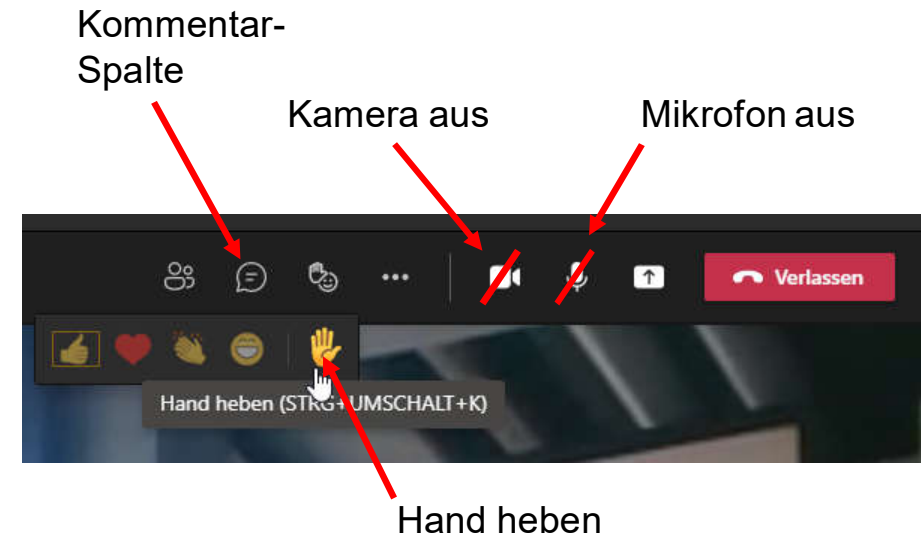 Kommentar-
Spalte
Kamera aus
Mikrofon aus
Verlassen
Hand heben (STRG+UMSCHALT+K)
Hand heben